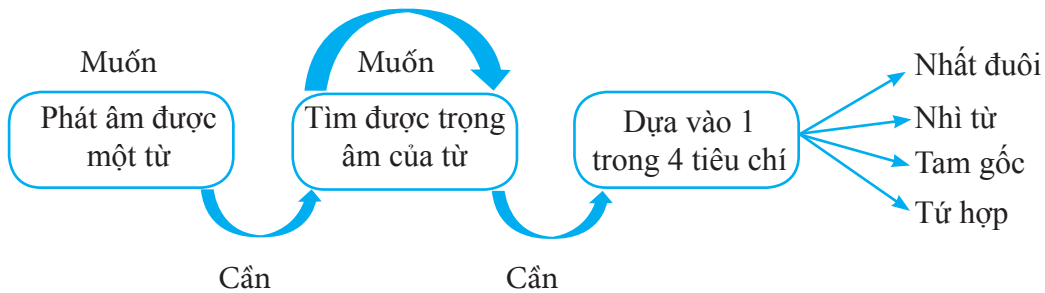 Muốn
Phát âm được
một từ
Cần
Muốn
Tìm được trọng
âm của từ
Cần
Dựa vào 1
trong 4 tiêu chí
Nhất đuôi
Nhì từ
Tam gốc
Tứ hợp